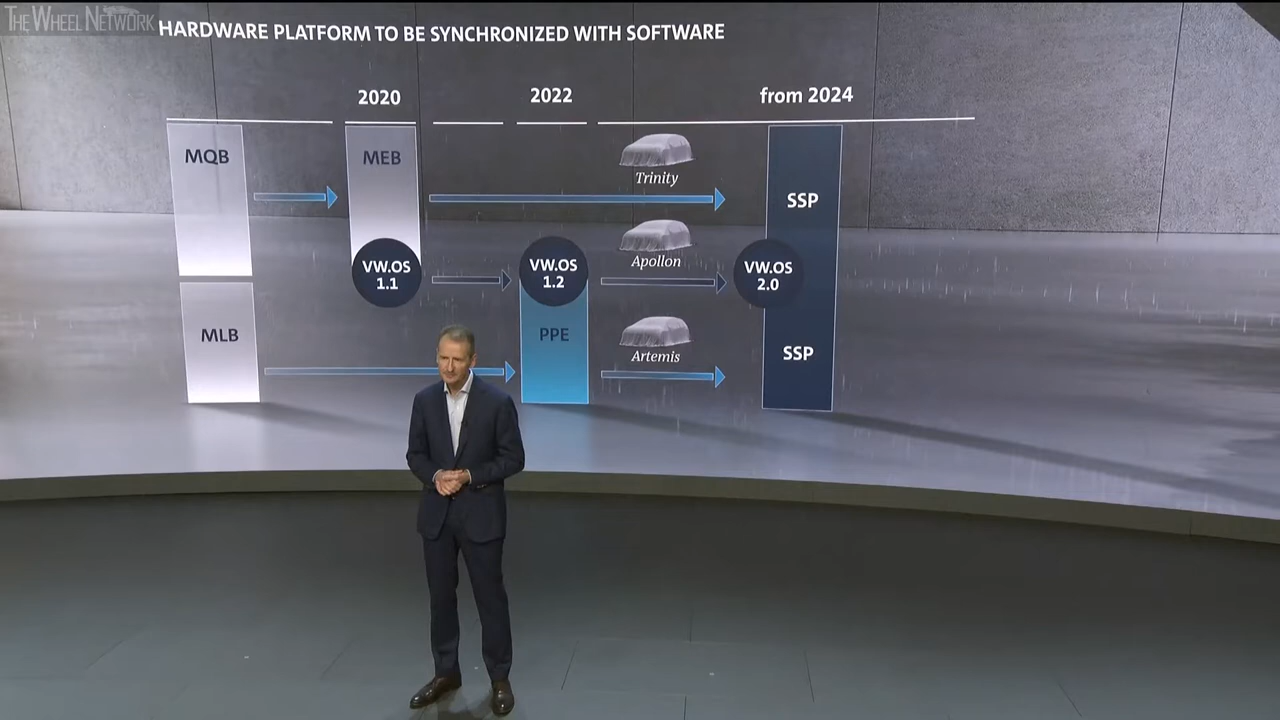 THE WHEEL NETWORK
HARDWARE PLATFORM TO BE SYNCHRONIZED WITH SOFTWARE
2020
2022
from 2024
MQB
MEB
Trinity
SSP
Apollon
VW.OS
1.1
VW.OS
1.2
VW.OS
2.0
MLB
PPE
Artemis
SSP